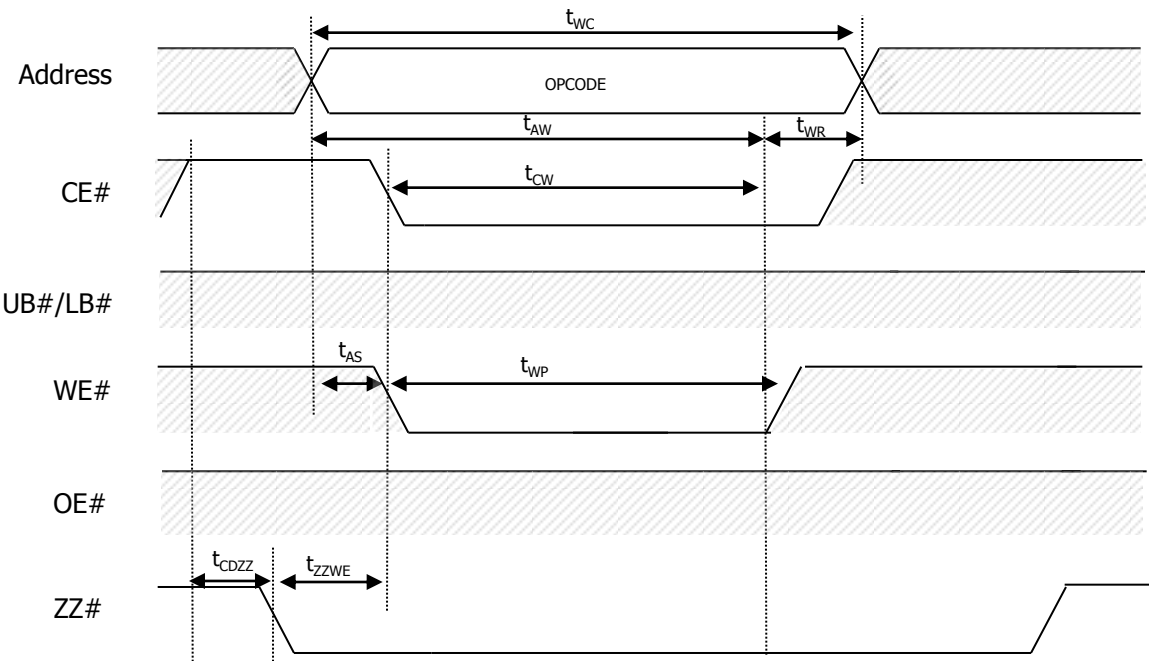 tWC
Address
OPCODE
tAW
tWR
CE#
tCW
UB#/LB#
tAS
tWP
WE#
OE#
tCDZZ
tZZWE
ZZ#